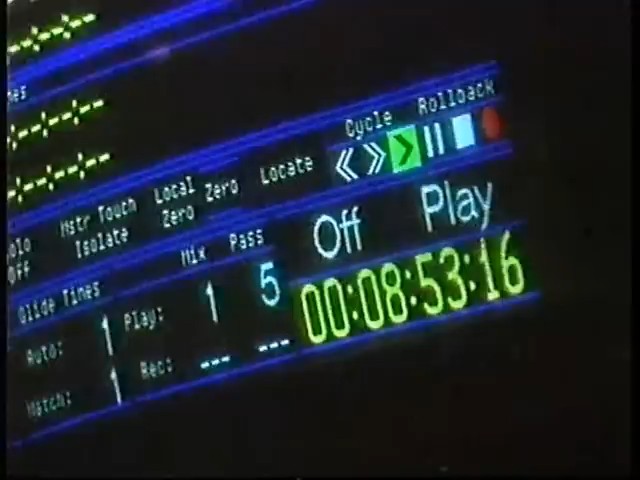 Rollback
Cycle
Locate
Local Zero
Zero
Mstr Touch
Isolate
Off
Play
Mix Pass
Glide Times
Auto: 1 Play: 1 5
Match: 1 Rec: --- ---
00:08:53:16